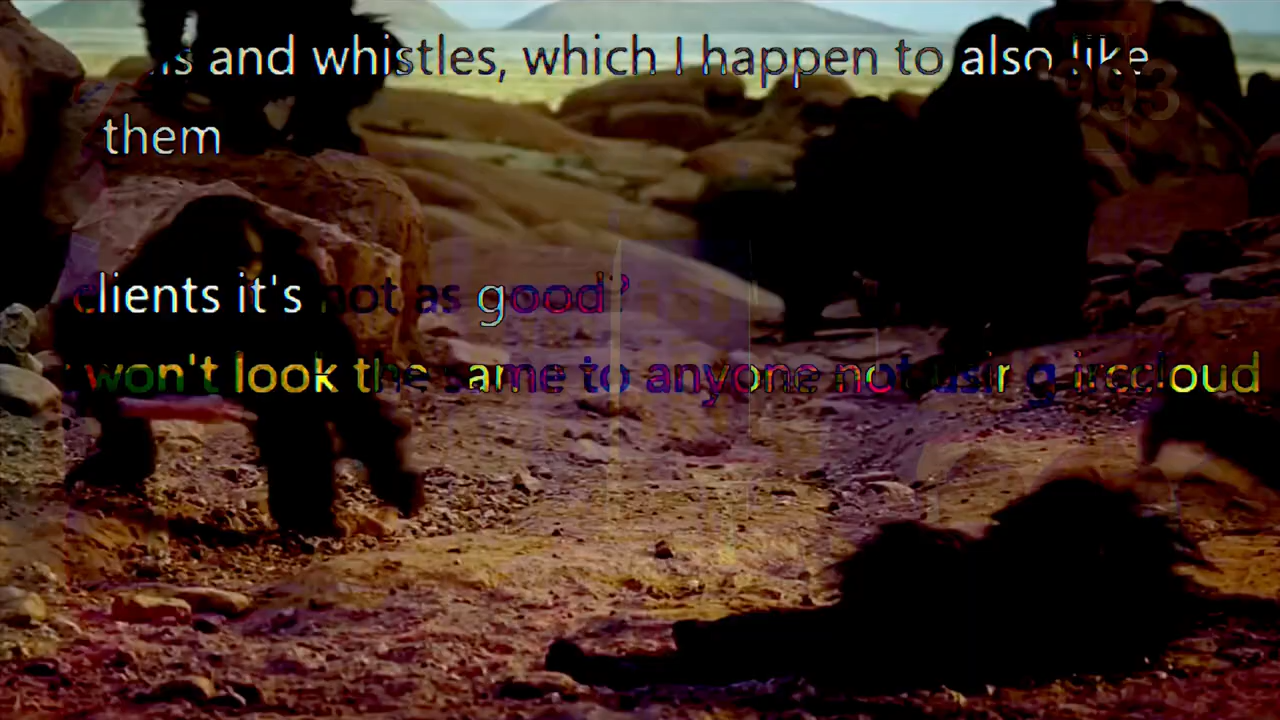 and whistles, which I happen to also like
them
clients it's not as good?
won't look the same to anyone not using irccloud